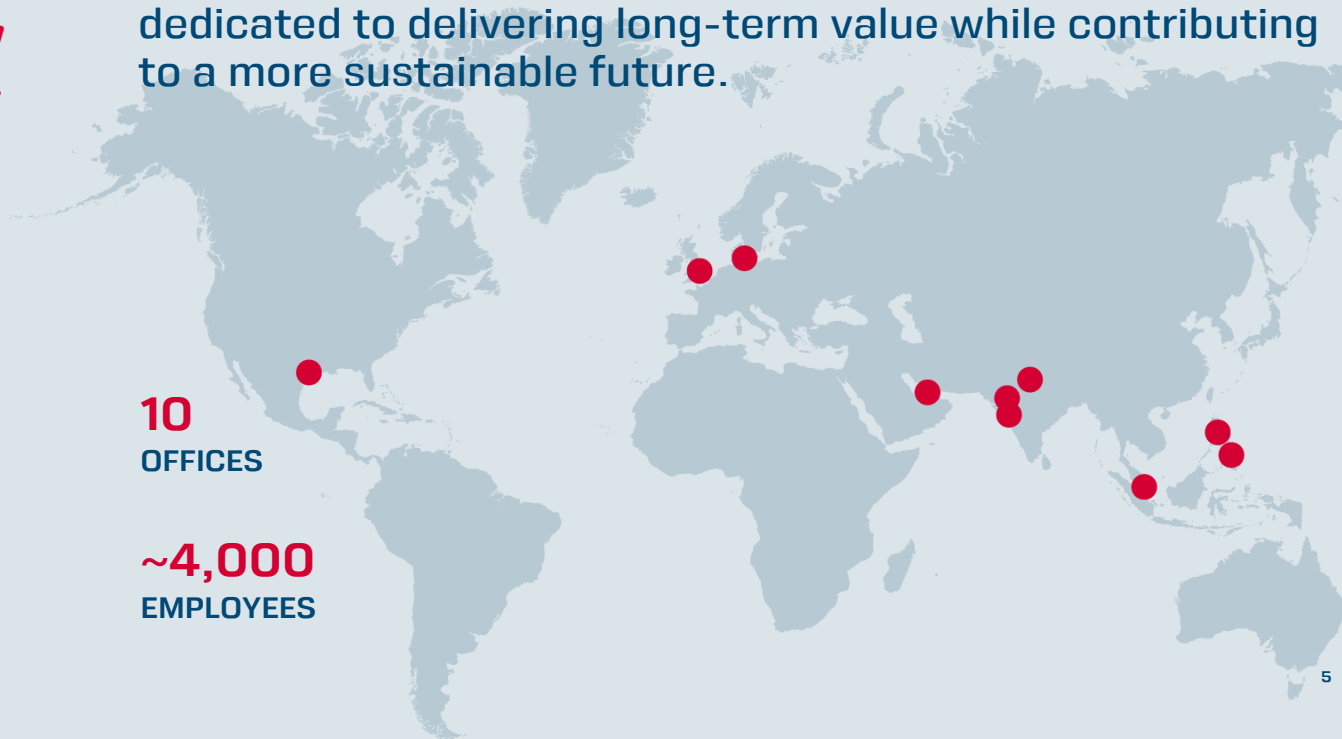 dedicated to delivering long-term value while contributing
to a more sustainable future.
10
OFFICES
~4,000
EMPLOYEES
5